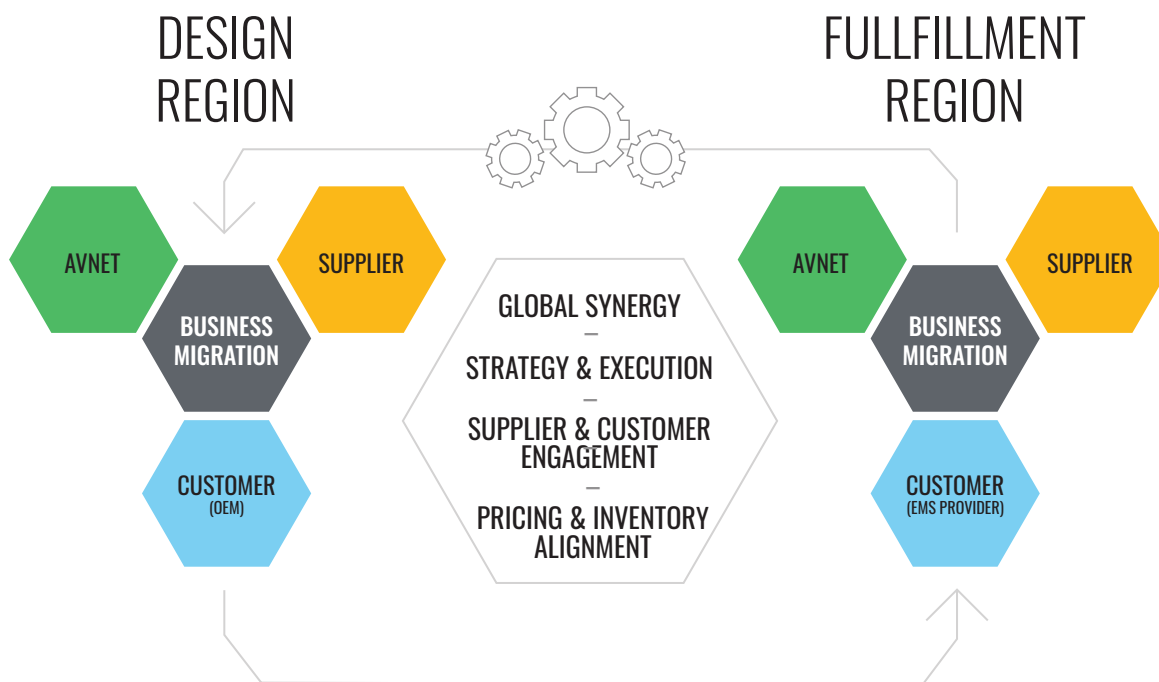 DESIGN
REGION
FULLFILLMENT
REGION
AVNET
SUPPLIER
BUSINESS
MIGRATION
CUSTOMER
(OEM)
GLOBAL SYNERGY
–
STRATEGY & EXECUTION
–
SUPPLIER & CUSTOMER
ENGAGEMENT
–
PRICING & INVENTORY
ALIGNMENT
AVNET
SUPPLIER
BUSINESS
MIGRATION
CUSTOMER
(EMS PROVIDER)